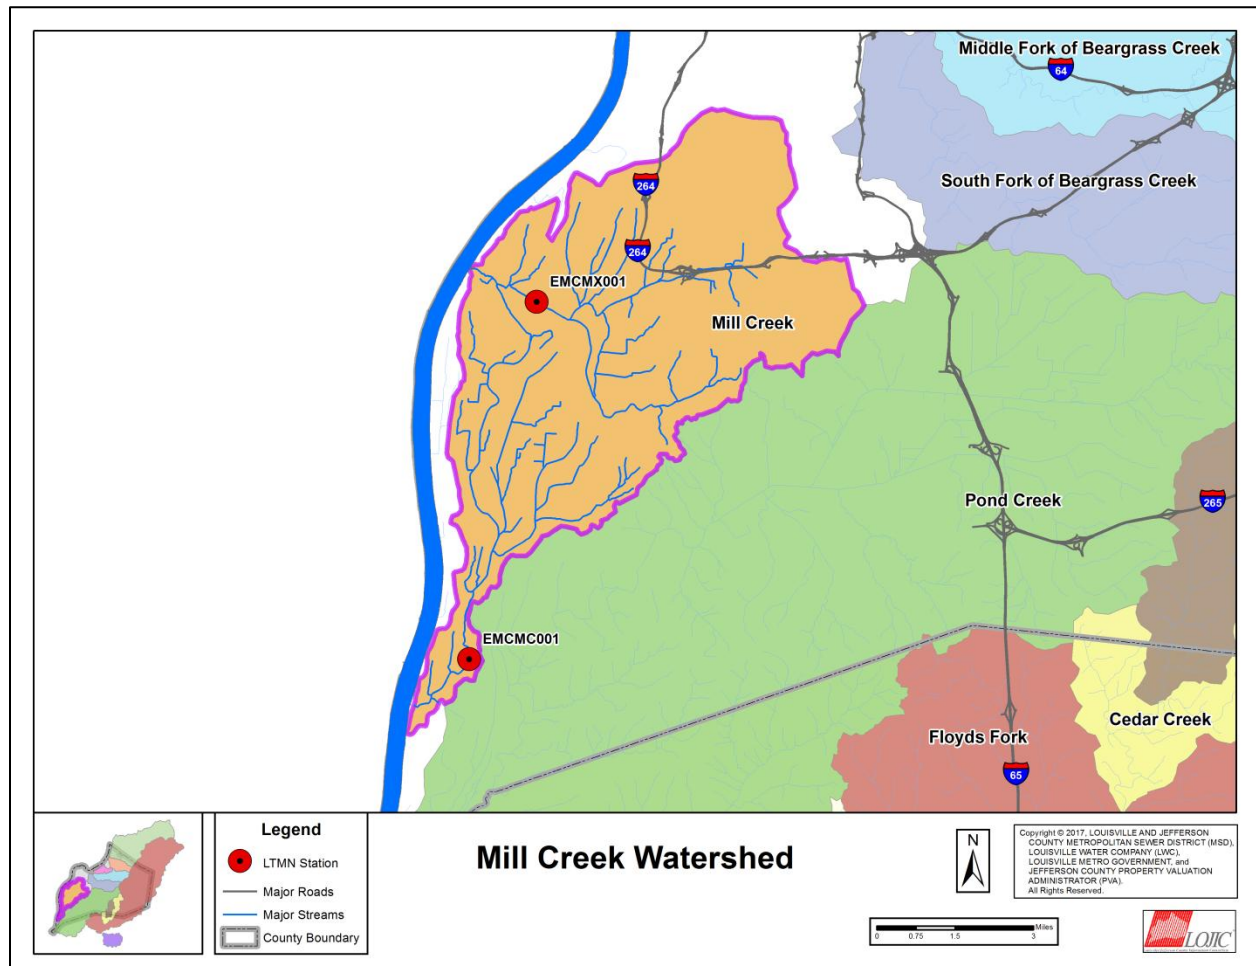 Middle Fork of Beargrass Creek
64
South Fork of Beargrass Creek
264
264
EMCMX001
Mill Creek
Pond Creek
265
EMCMC001
Cedar Creek
Floyds Fork
65
Legend
LTMN Station
Major Roads
Major Streams
County Boundary
Mill Creek Watershed
N
Copyright © 2017, LOUISVILLE AND JEFFERSON
COUNTY METROPOLITAN SEWER DISTRICT (MSD),
LOUISVILLE WATER COMPANY (LWC),
LOUISVILLE METRO GOVERNMENT, and
JEFFERSON COUNTY PROPERTY VALUATION
ADMINISTRATOR (PVA).
All Rights Reserved.
Miles
0 0.75 1.5 3
LOJIC